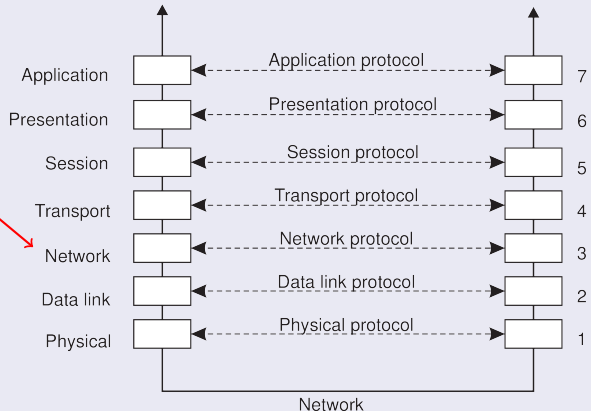 Application Application protocol 7
Presentation Presentation protocol 6
Session Session protocol 5
Transport Transport protocol 4
Network Network protocol 3
Data link Data link protocol 2
Physical Physical protocol 1
Network